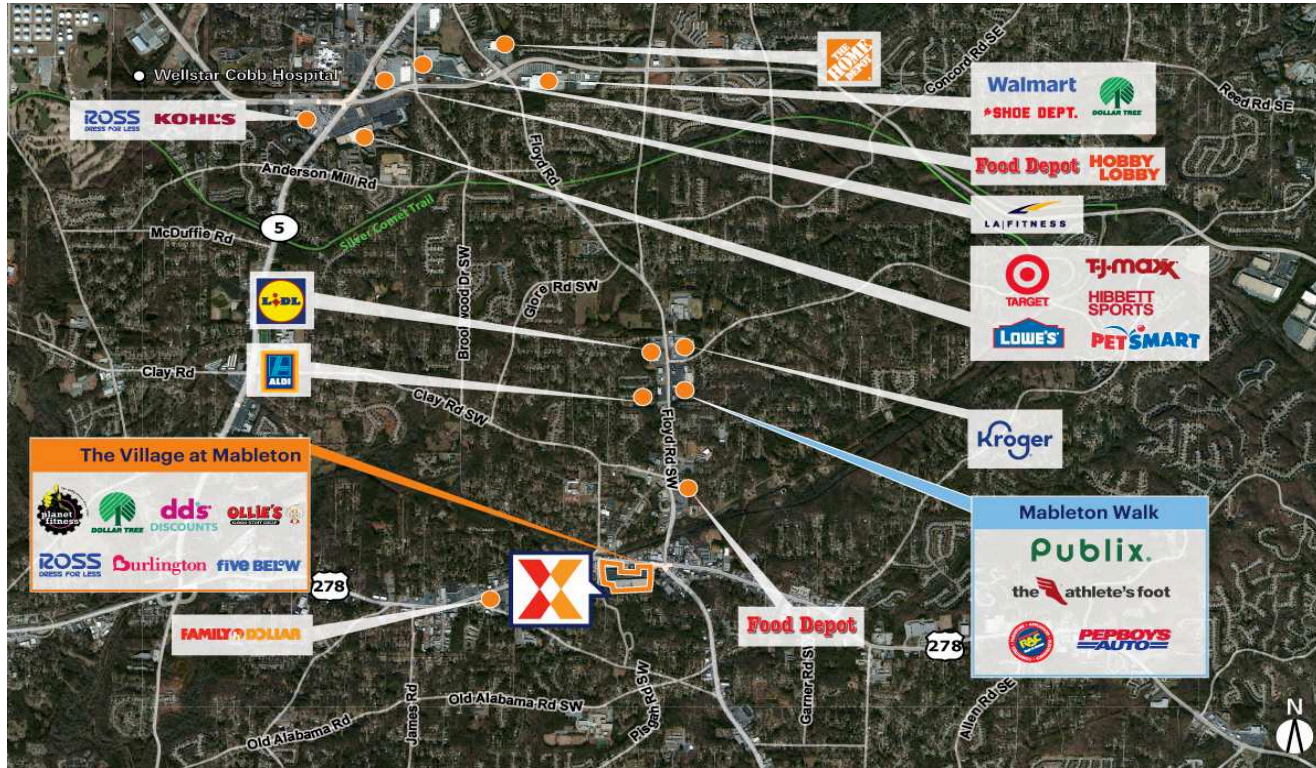 THE
HOME
DEPOT
Wellstar Cobb Hospital
Concord Rd SE
Reed Rd SE
Walmart
SHOE DEPT.
DOLLAR TREE
ROSS
DRESS FOR LESS
KOHL'S
Floyd Rd
Food Depot
HOBBY
LOBBY
Anderson Mill Rd
LA|FITNESS
5
McDuffie Rd
Silver Comet Trail
TARGET
T.J.maxx
HIBBETT
SPORTS
LOWE'S
PETSMART
LIDL
Brookwood Dr SW
Glore Rd SW
Clay Rd
ALDI
Clay Rd SW
Floyd Rd SW
Kroger
The Village at Mableton
planet
fitness
DOLLAR TREE
dd's
DISCOUNTS
OLLIE'S
ROSS
DRESS FOR LESS
Burlington
five BELOW
278
Mableton Walk
Publix.
the athlete's foot
PEPBOYS
AUTO
FAMILY DOLLAR
Food Depot
278
James Rd
Old Alabama Rd SW
Old Alabama Rd
Pisgah Rd SW
Garner Rd SW
Allen Rd SE
N